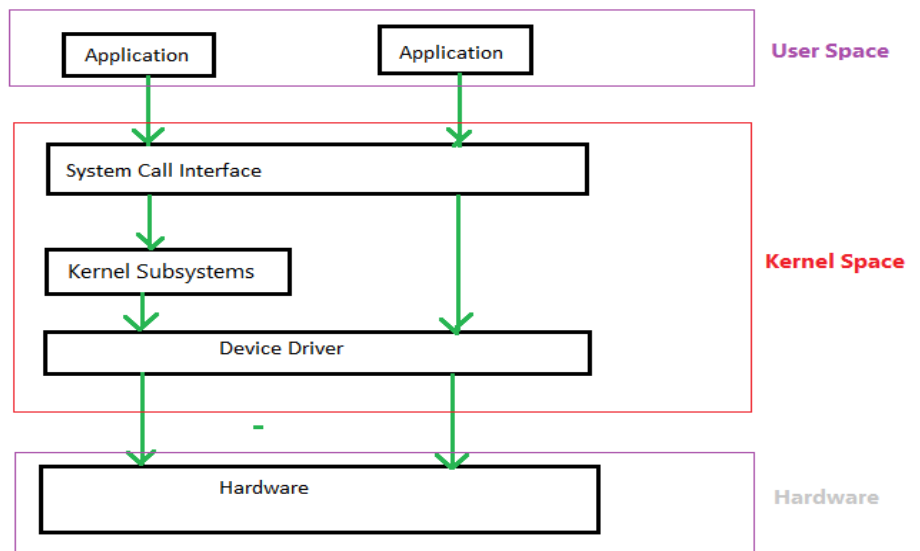 Application
Application
User Space
System Call Interface
Kernel Subsystems
Kernel Space
Device Driver
Hardware
Hardware